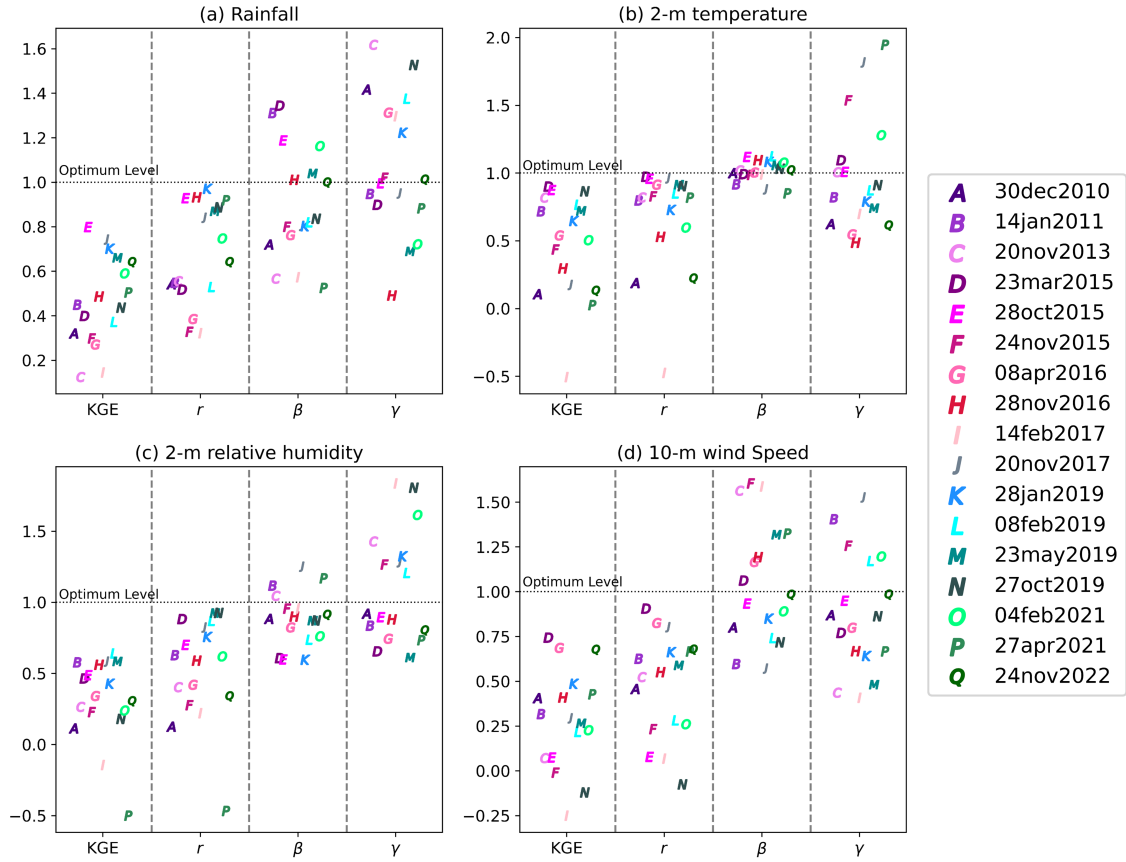 (a) Rainfall
1.6
1.4
1.2
1.0
0.8
0.6
0.4
0.2
Optimum Level
KGE r β γ
(b) 2-m temperature
2.0
1.5
1.0
0.5
0.0
−0.5
Optimum Level
KGE r β γ
(c) 2-m relative humidity
1.5
1.0
0.5
0.0
−0.5
Optimum Level
KGE r β γ
(d) 10-m wind Speed
1.50
1.25
1.00
0.75
0.50
0.25
0.00
−0.25
Optimum Level
KGE r β γ
A 30dec2010
B 14jan2011
C 20nov2013
D 23mar2015
E 28oct2015
F 24nov2015
G 08apr2016
H 28nov2016
I 14feb2017
J 20nov2017
K 28jan2019
L 08feb2019
M 23may2019
N 27oct2019
O 04feb2021
P 27apr2021
Q 24nov2022